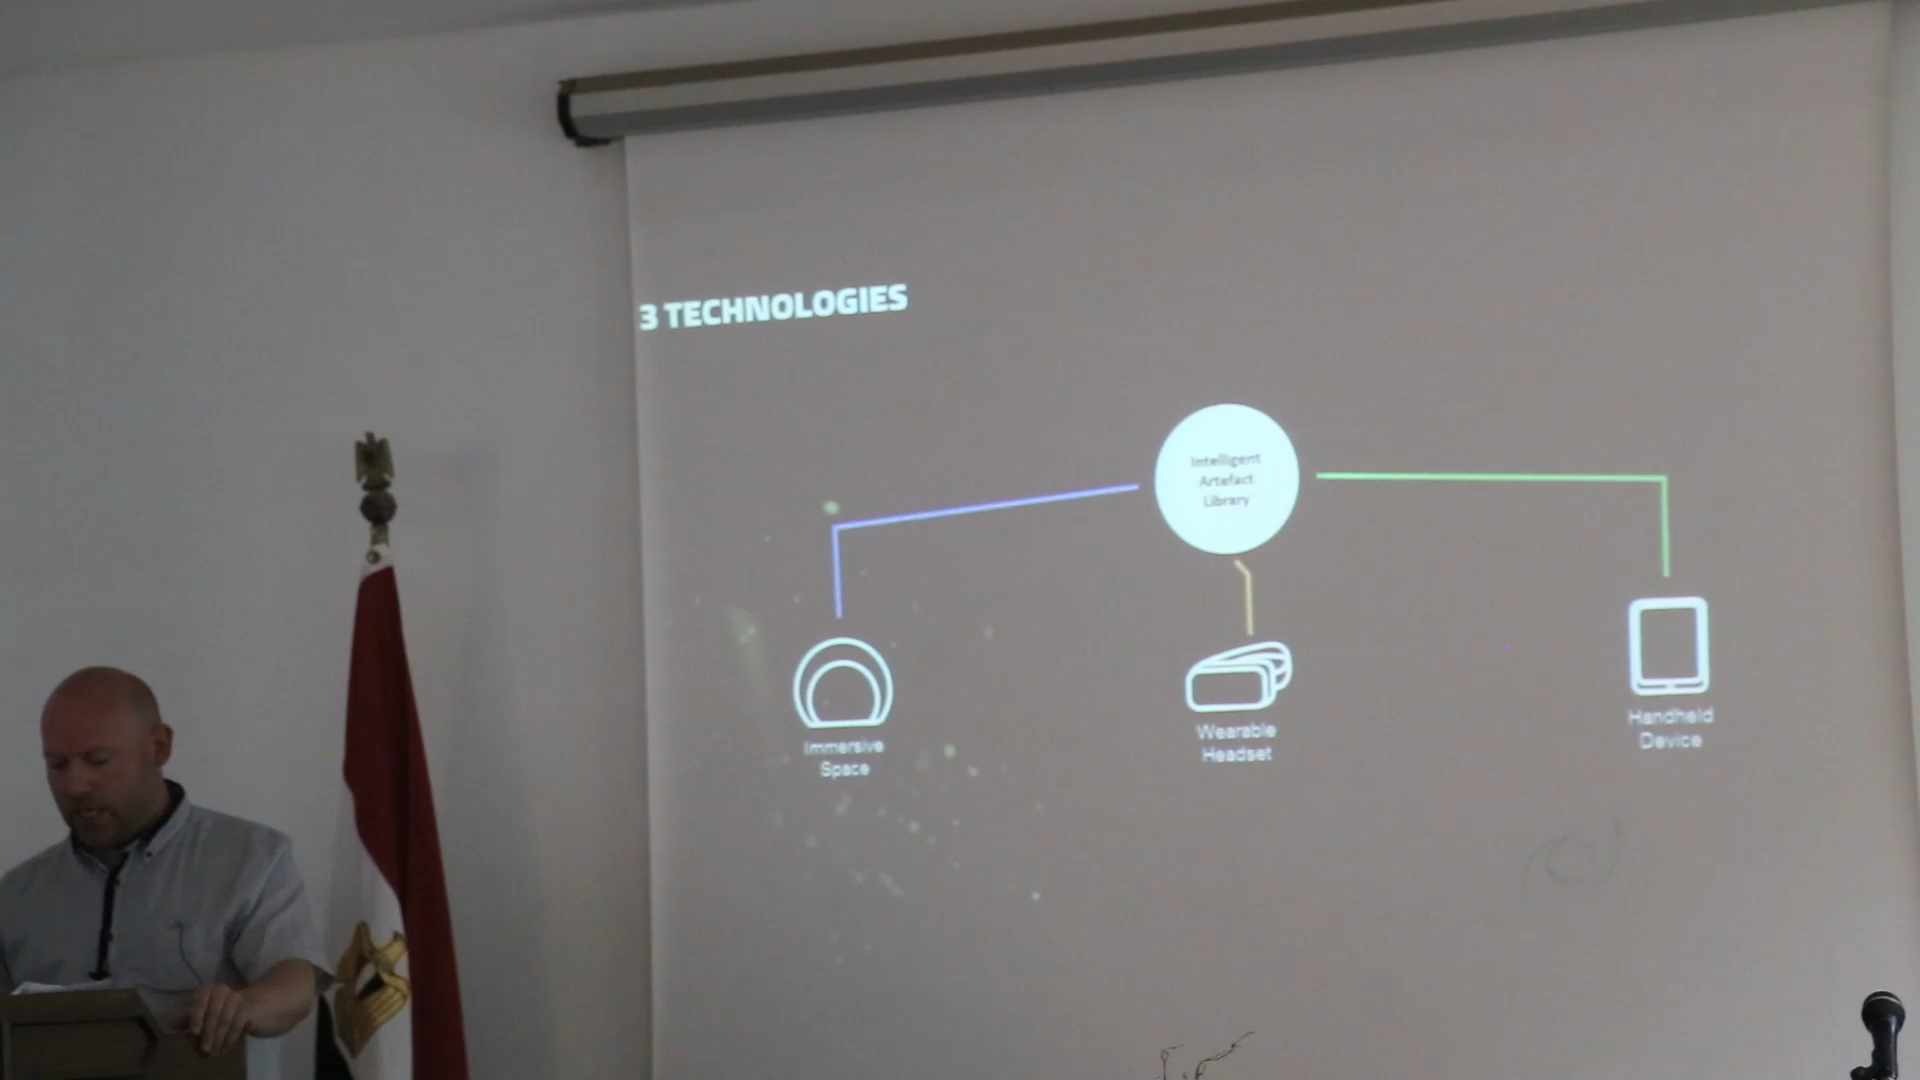 3 TECHNOLOGIES
Intelligent
Artefact
Library
Immersive
Space
Wearable
Headset
Handheld
Device